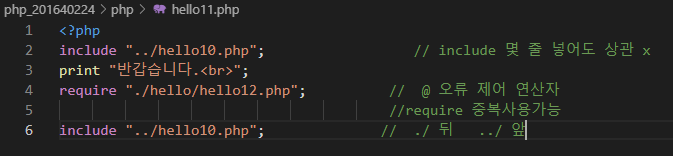 php_201640224 > php > hello11.php
1 <?php
2 include "../hello10.php"; // include 몇 줄 넣어도 상관 x
3 print "반갑습니다.<br>";
4 require "./hello/hello12.php"; // @ 오류 제어 연산자
5 //require 중복사용가능
6 include "../hello10.php"; // ./ 뒤 ../ 앞